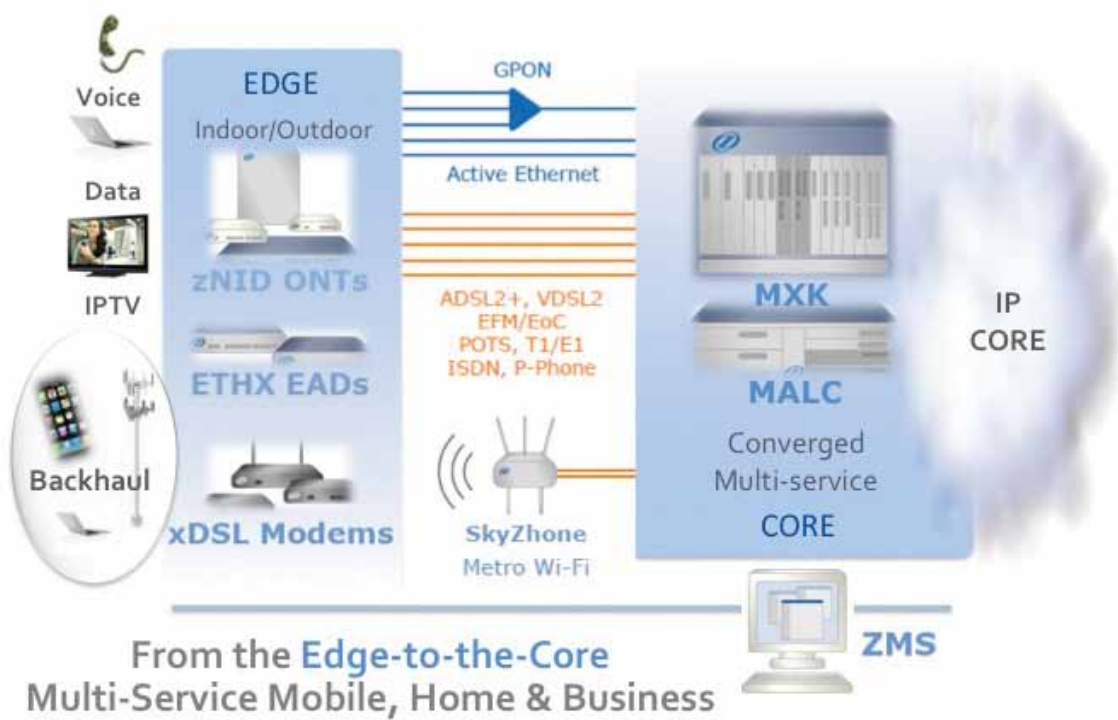 Voice
Data
IPTV
Backhaul
EDGE
Indoor/Outdoor
zNID ONTs
ETHX EADs
xDSL Modems
GPON
Active Ethernet
ADSL2+, VDSL2
EFM/EoC
POTS, T1/E1
ISDN, P-Phone
SkyZhone
Metro Wi-Fi
MXK
MALC
Converged
Multi-service
CORE
IP
CORE
ZMS
From the Edge-to-the-Core
Multi-Service Mobile, Home & Business